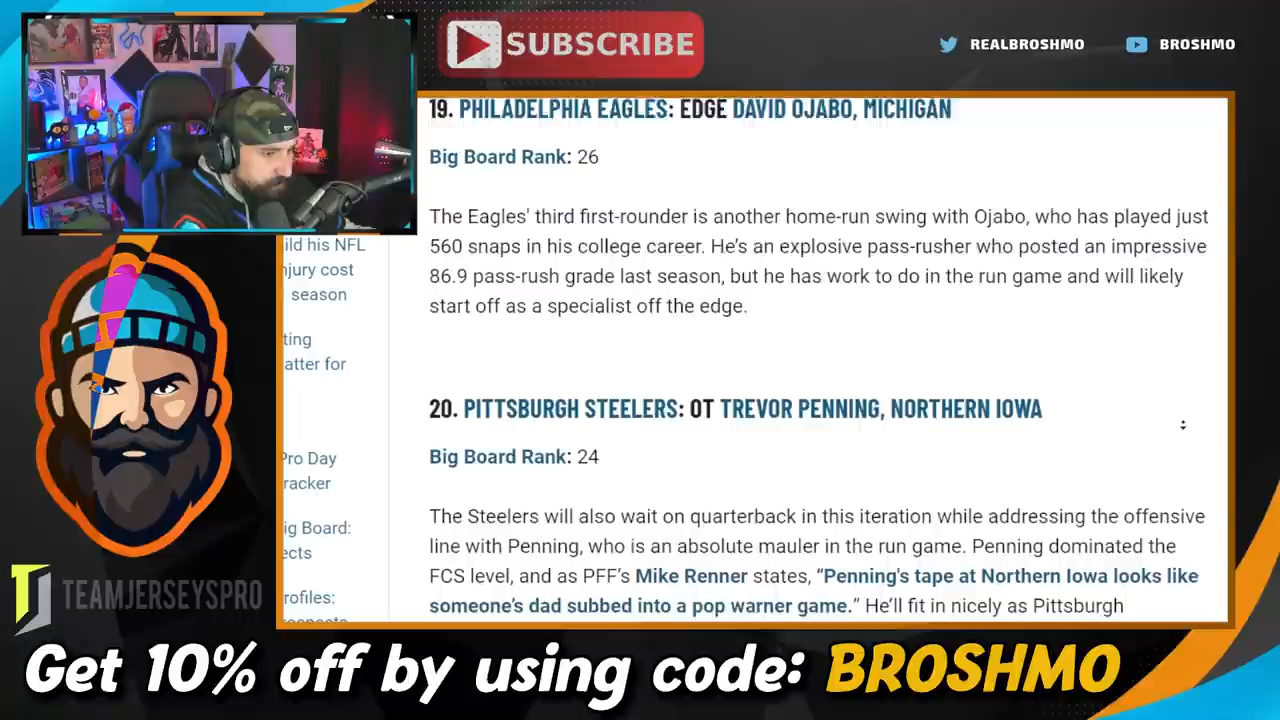 SUBSCRIBE
REALBROSHMO
BROSHMO
19. PHILADELPHIA EAGLES: EDGE DAVID OJABO, MICHIGAN
Big Board Rank: 26
The Eagles' third first-rounder is another home-run swing with Ojabo, who has played just
560 snaps in his college career. He's an explosive pass-rusher who posted an impressive
86.9 pass-rush grade last season, but he has work to do in the run game and will likely
start off as a specialist off the edge.
20. PITTSBURGH STEELERS: OT TREVOR PENNING, NORTHERN IOWA
Big Board Rank: 24
The Steelers will also wait on quarterback in this iteration while addressing the offensive
line with Penning, who is an absolute mauler in the run game. Penning dominated the
FCS level, and as PFF's Mike Renner states, “Penning's tape at Northern Iowa looks like
someone's dad subbed into a pop warner game.” He'll fit in nicely as Pittsburgh
ild his NFL
njury cost
season
ting
atter for
Pro Day
racker
ig Board:
ects
rofiles:
TEAMJERSEYSPRO
Get 10% off by using code: BROSHMO